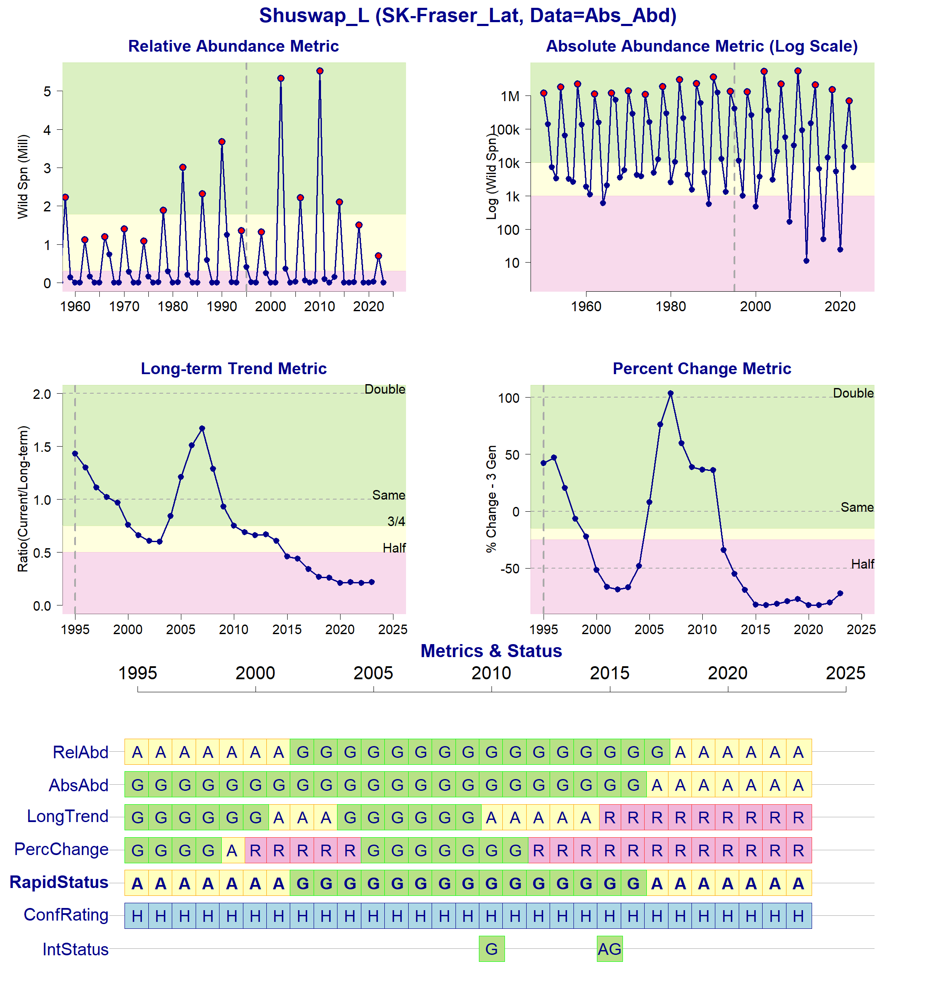 Shuswap_L (SK-Fraser_Lat, Data=Abs_Abd)
Relative Abundance Metric
Wild Spn (Mill)
5
4
3
2
1
0
1960 1970 1980 1990 2000 2010 2020
Absolute Abundance Metric (Log Scale)
Log (Wild Spn)
1M
100k
10k
1k
100
10
1960 1980 2000 2020
Long-term Trend Metric
Ratio(Current/Long-term)
2.0
1.5
1.0
0.5
0.0
Double
Same
3/4
Half
1995 2000 2005 2010 2015 2020 2025
Percent Change Metric
% Change - 3 Gen
100
50
0
-50
Double
Same
Half
1995 2000 2005 2010 2015 2020 2025
Metrics & Status
1995 2000 2005 2010 2015 2020 2025
RelAbd A A A A A A A G G G G G G G G G G G G G G G G A A A A A A
AbsAbd G G G G G G G G G G G G G G G G G G G G G G A A A A A A A
LongTrend G G G G G G A A A G G G G G G A A A A A R R R R R R R R R
PercChange G G G G A R R R R R G G G G G G G R R R R R R R R R R R R
RapidStatus A A A A A A A G G G G G G G G G G G G G G G A A A A A A A
ConfRating H H H H H H H H H H H H H H H H H H H H H H H H H H H H H
IntStatus G AG